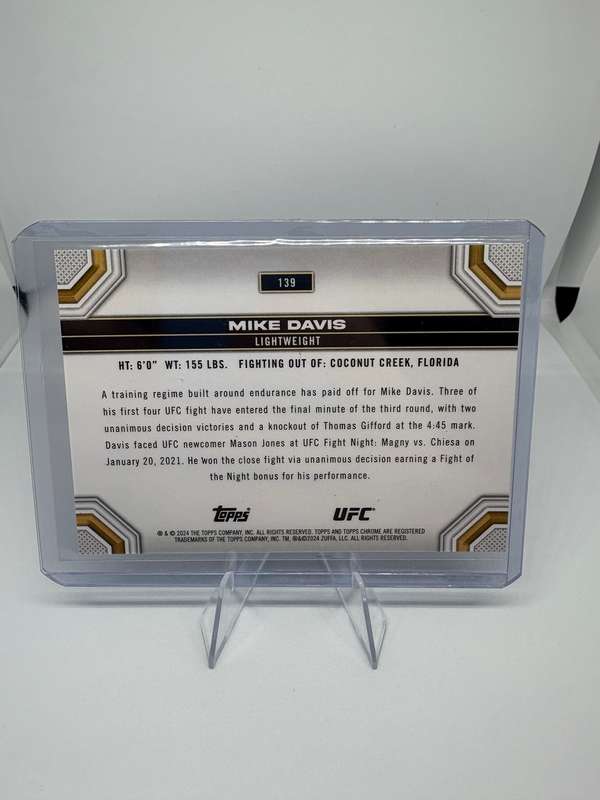 139
MIKE DAVIS
LIGHTWEIGHT
HT: 6'0" WT: 155 LBS. FIGHTING OUT OF: COCONUT CREEK, FLORIDA
A training regime built around endurance has paid off for Mike Davis. Three of
his first four UFC fight have entered the final minute of the third round, with two
unanimous decision victories and a knockout of Thomas Gifford at the 4:45 mark.
Davis faced UFC newcomer Mason Jones at UFC Fight Night: Magny vs. Chiesa on
January 20, 2021. He won the close fight via unanimous decision earning a Fight of
the Night bonus for his performance.
Topps UFC
® & © 2024 THE TOPPS COMPANY, INC. ALL RIGHTS RESERVED. TOPPS AND TOPPS CHROME ARE REGISTERED
TRADEMARKS OF THE TOPPS COMPANY, INC. TM, ®&©2024 ZUFFA, LLC. ALL RIGHTS RESERVED.